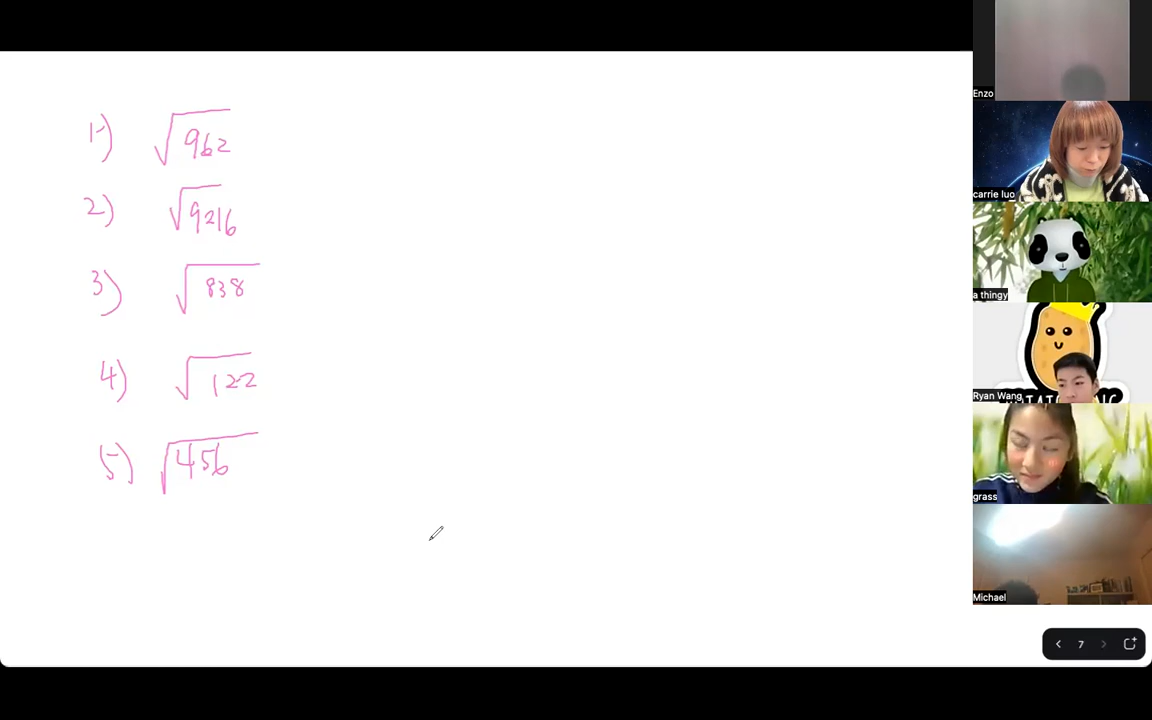 1) √962
2) √9216
3) √838
4) √122
5) √456
Enzo
carrie luo
a thingy
Ryan Wang
grass
Michael
7